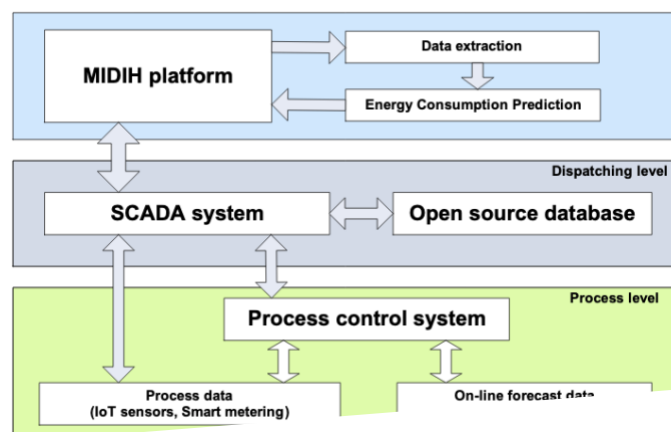 Data extraction
MIDIH platform
Energy Consumption Prediction
Dispatching level
SCADA system
Open source database
Process level
Process control system
Process data
(IoT sensors, Smart metering)
On-line forecast data